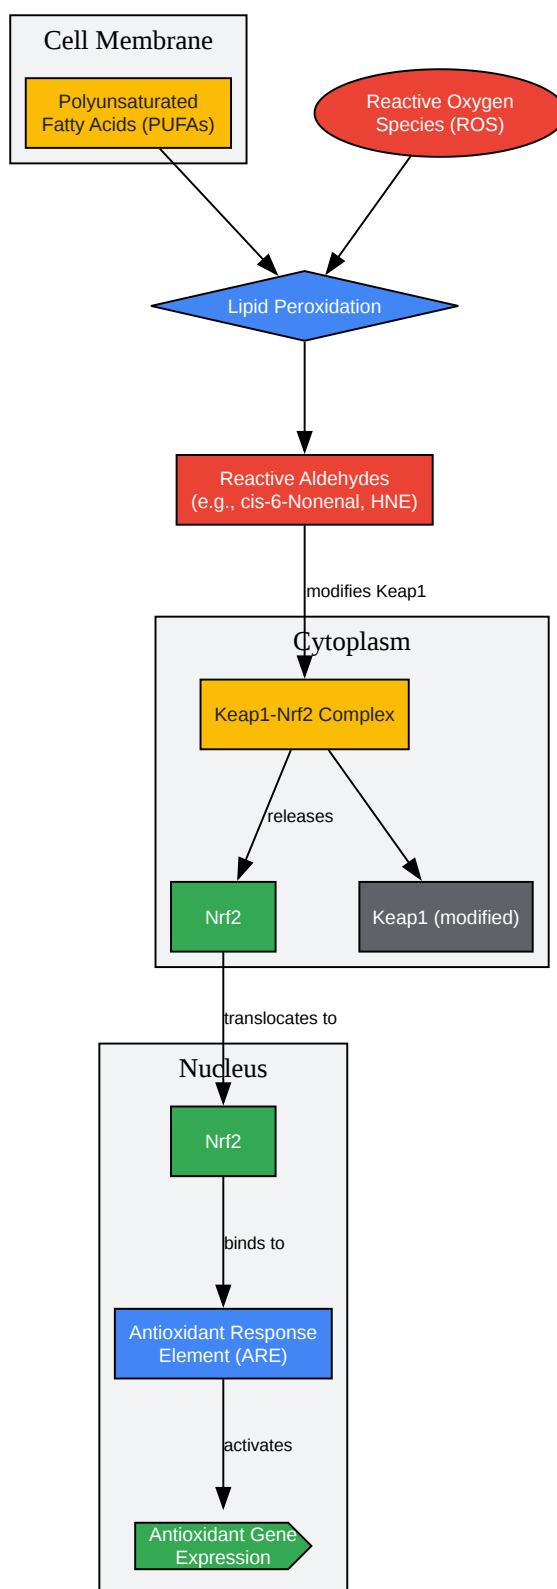 Cell Membrane
Polyunsaturated
Fatty Acids (PUFAs)
Reactive Oxygen
Species (ROS)
Lipid Peroxidation
Reactive Aldehydes
(e.g., cis-6-Nonenal, HNE)
modifies Keap1
Cytoplasm
Keap1-Nrf2 Complex
releases
Nrf2
Keap1 (modified)
translocates to
Nucleus
Nrf2
binds to
Antioxidant Response
Element (ARE)
activates
Antioxidant Gene
Expression